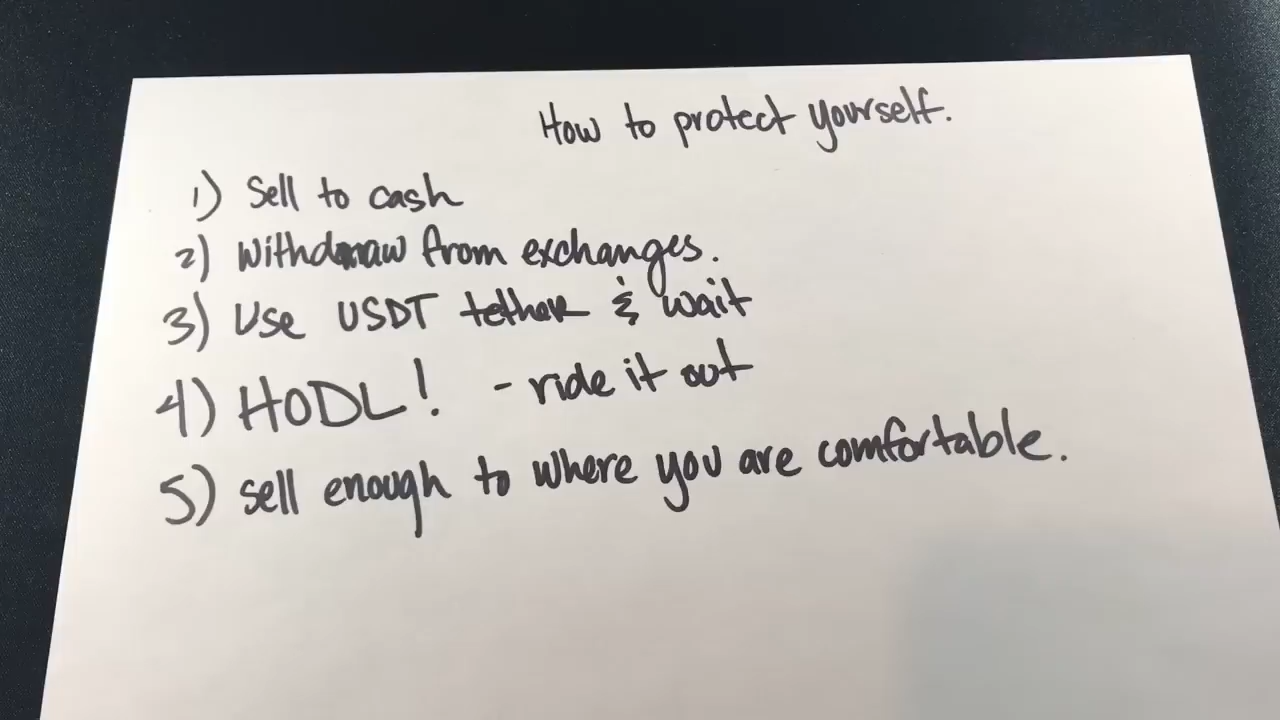 How to protect yourself.
1) Sell to cash
2) Withdraw from exchanges.
3) Use USDT tether & wait
4) HODL! - ride it out
5) sell enough to where you are comfortable.